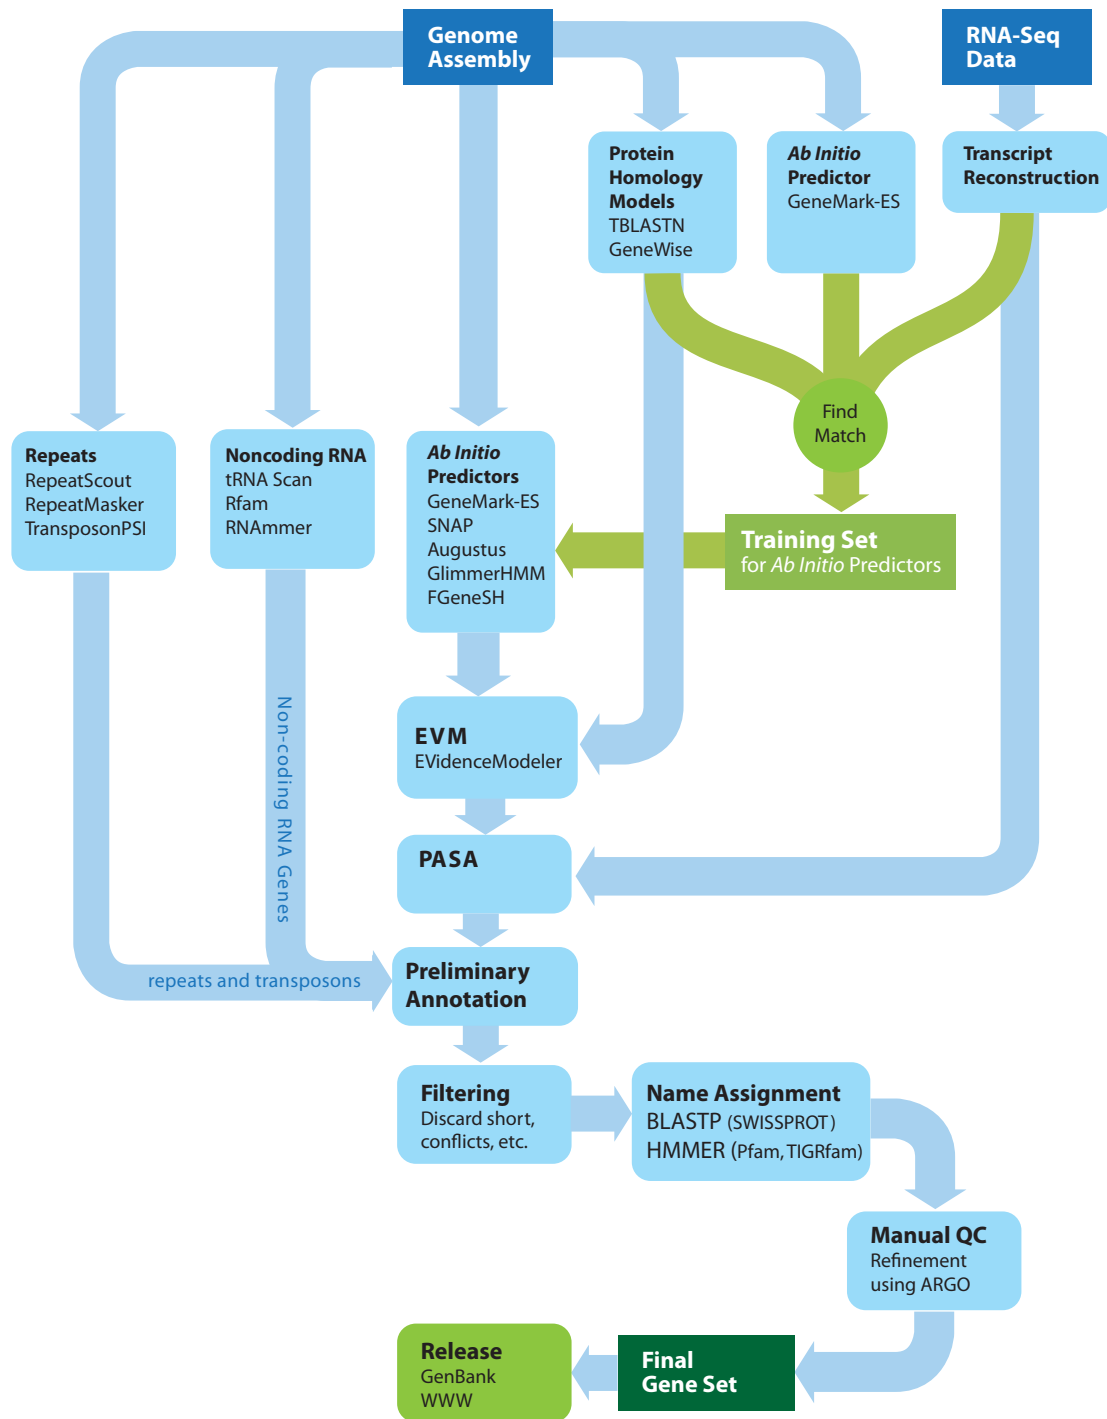 Genome
Assembly
RNA-Seq
Data
Protein
Homology
Models
TBLASTN
GeneWise
Ab Initio
Predictor
GeneMark-ES
Transcript
Reconstruction
Find
Match
Repeats
RepeatScout
RepeatMasker
TransposonPSI
Noncoding RNA
tRNA Scan
Rfam
RNAmmer
Ab Initio
Predictors
GeneMark-ES
SNAP
Augustus
GlimmerHMM
FGeneSH
Training Set
for Ab Initio Predictors
Non-coding RNA Genes
EVM
EVidenceModeler
PASA
repeats and transposons
Preliminary
Annotation
Filtering
Discard short,
conflicts, etc.
Name Assignment
BLASTP (SWISSPROT)
HMMER (Pfam, TIGRfam)
Manual QC
Refinement
using ARGO
Release
GenBank
WWW
Final
Gene Set